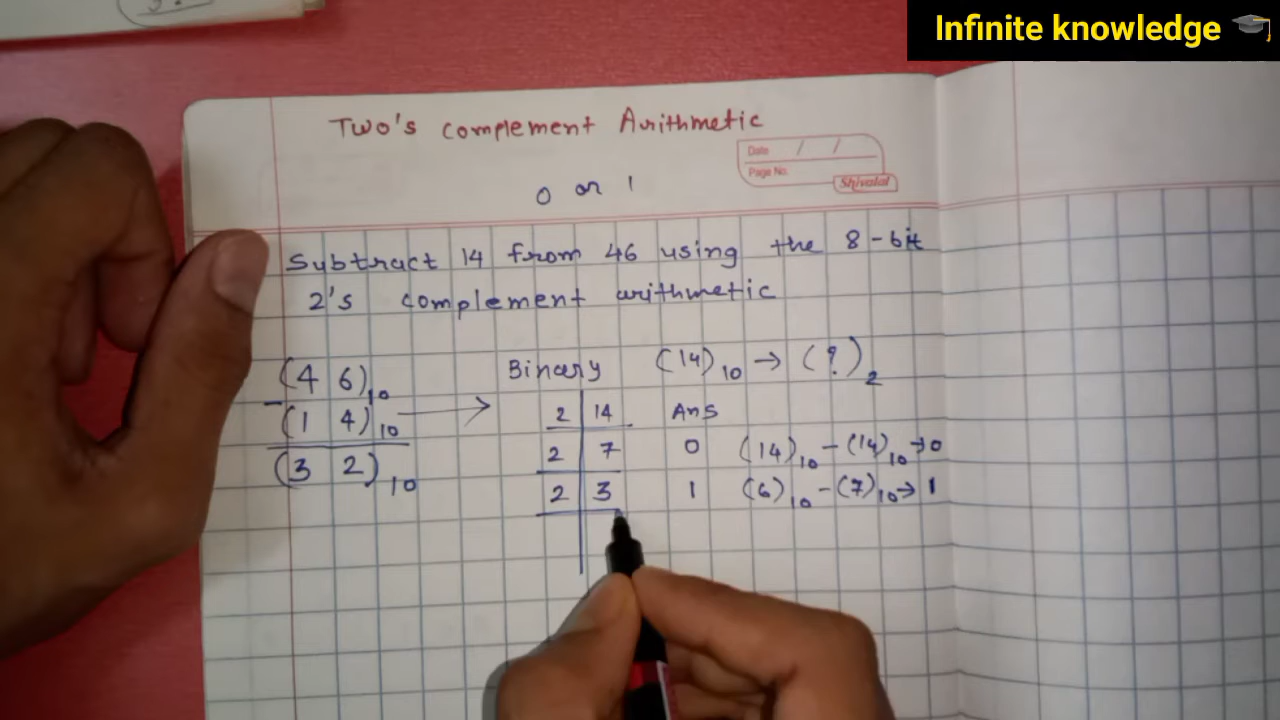 Infinite knowledge
Two's complement Arithmetic
Date / /
Page No.
Shivalal
0 or 1
Subtract 14 from 46 using the 8-bit
2's complement arithmetic
(4 6)10
- (1 4)10
(3 2)10
Binary (14)10 → (?)2
2 14 Ans
2 7 0 (14)10 - (14)10 → 0
2 3 1 (6)10 - (7)10 → 1